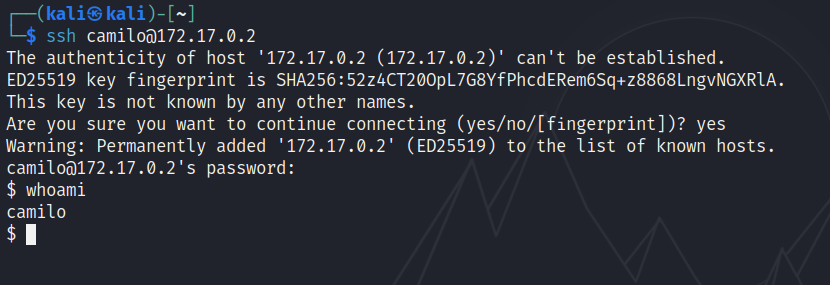 ┌──(kali㉿kali)-[~]
└─$ ssh camilo@172.17.0.2
The authenticity of host '172.17.0.2 (172.17.0.2)' can't be established.
ED25519 key fingerprint is SHA256:52z4CT20OpL7G8YfPhcdERem6Sq+z8868LngvNGXRlA.
This key is not known by any other names.
Are you sure you want to continue connecting (yes/no/[fingerprint])? yes
Warning: Permanently added '172.17.0.2' (ED25519) to the list of known hosts.
camilo@172.17.0.2's password:
$ whoami
camilo
$